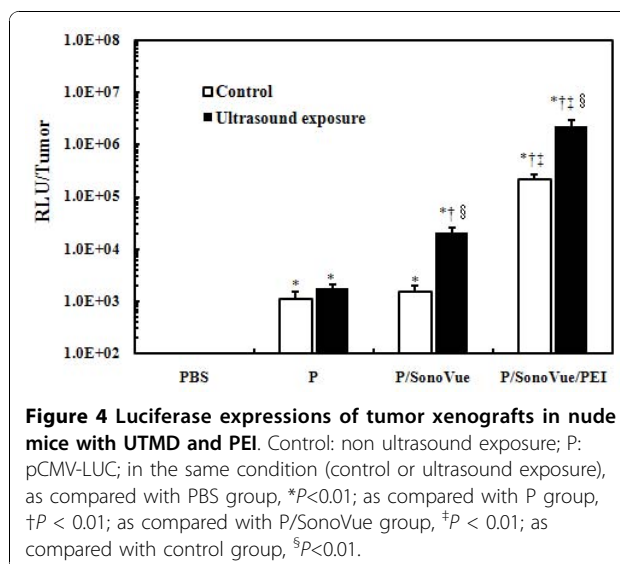 1.0E+08
1.0E+07
1.0E+06
1.0E+05
1.0E+04
1.0E+03
1.0E+02
RLU/Tumor
Control
Ultrasound exposure
* *
* *† §
*†‡ *†‡ §
PBS P P/SonoVue P/SonoVue/PEI
Figure 4 Luciferase expressions of tumor xenografts in nude
mice with UTMD and PEI. Control: non ultrasound exposure; P:
pCMV-LUC; in the same condition (control or ultrasound exposure),
as compared with PBS group, *P<0.01; as compared with P group,
†P < 0.01; as compared with P/SonoVue group, ‡P < 0.01; as
compared with control group, §P<0.01.